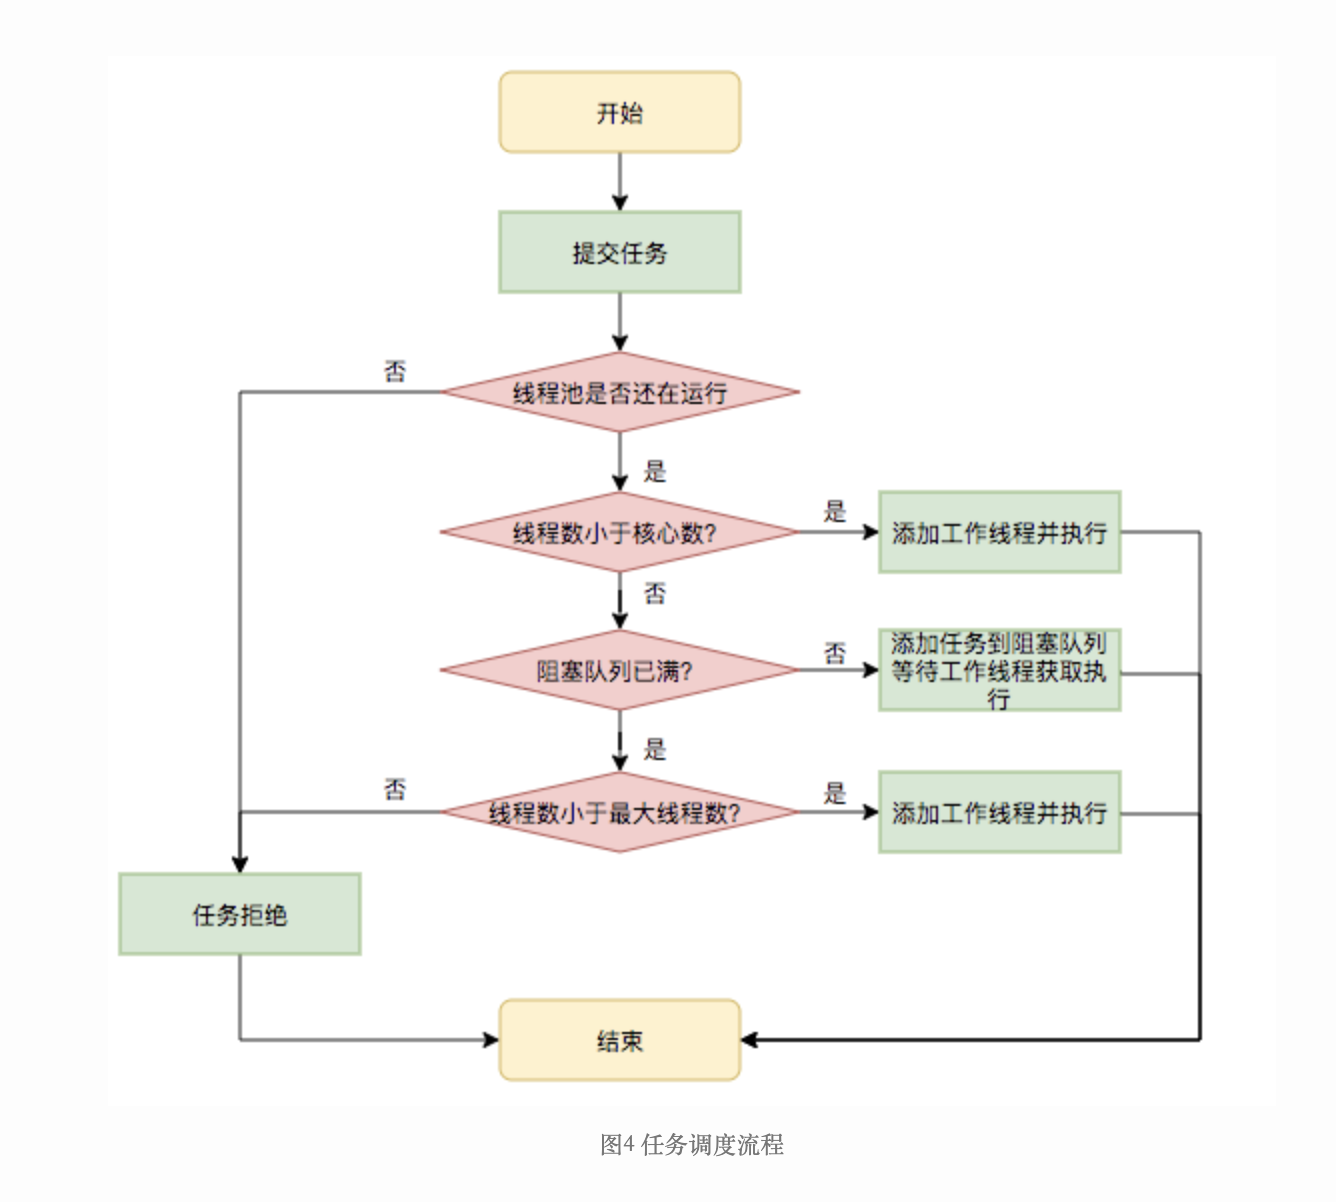 开始
提交任务
否
线程池是否还在运行
是
线程数小于核心数?
是
添加工作线程并执行
否
阻塞队列已满?
否
添加任务到阻塞队列
等待工作线程获取执
行
是
否
线程数小于最大线程数?
是
添加工作线程并执行
任务拒绝
结束
图4 任务调度流程